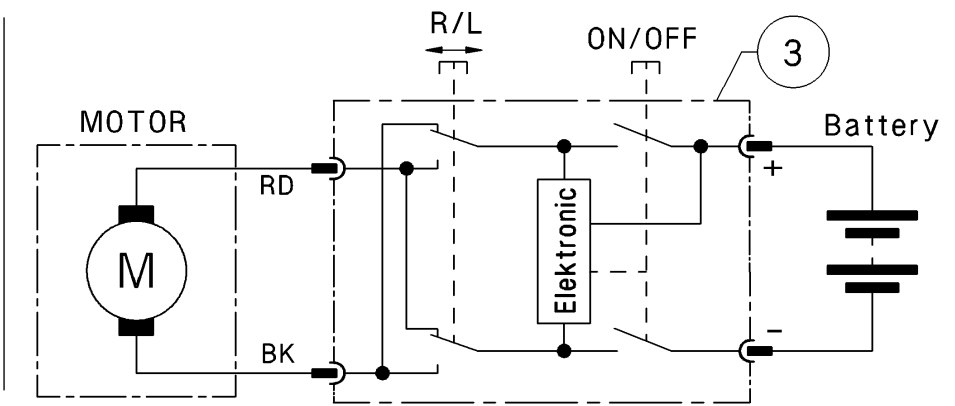 R/L
ON/OFF
3
MOTOR
Battery
RD
+
M
Elektronic
BK
-